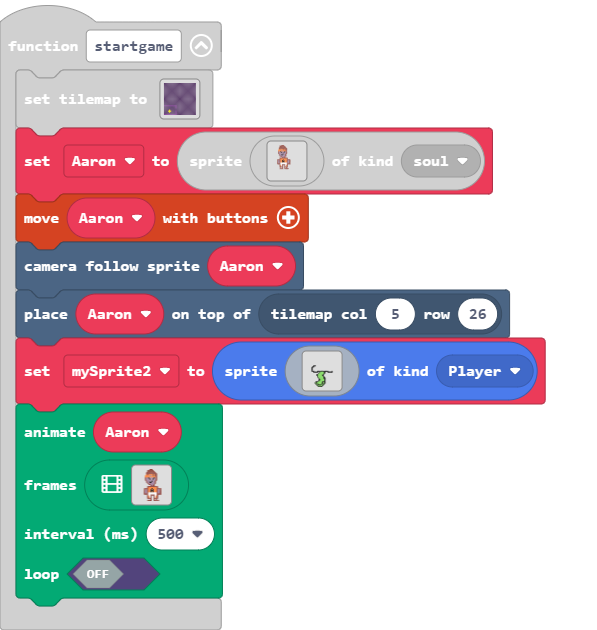 function startgame
set tilemap to
set Aaron to sprite of kind soul
move Aaron with buttons
camera follow sprite Aaron
place Aaron on top of tilemap col 5 row 26
set mySprite2 to sprite of kind Player
animate Aaron
frames
interval (ms) 500
loop OFF